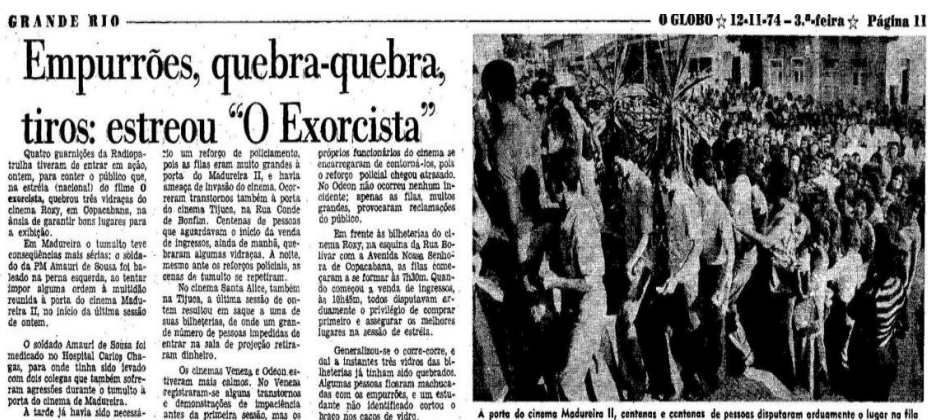 GRANDE RIO
O GLOBO ☆ 12-11-74 – 3.ª-feira ☆ Página 11
Empurrões, quebra-quebra,
tiros: estreou “O Exorcista”
Quatro guarnições da Radiopa-
trulha tiveram de entrar em ação,
ontem, para conter o público que,
na estréia (nacional) do filme O
exorcista, quebrou três vidraças do
cinema Roxy, em Copacabana, na
ânsia de garantir bons lugares para
a exibição.
Em Madureira o tumulto teve
conseqüências mais sérias: o solda-
do da PM Amauri de Sousa foi ba-
leado na perna esquerda, ao tentar
impor alguma ordem à multidão
reunida à porta do cinema Madu-
reira II, no início da última sessão
de ontem.
O soldado Amauri de Sousa foi
medicado no Hospital Carlos Cha-
gas, para onde tinha sido levado
com dois colegas que também sofre-
ram agressões durante o tumulto à
porta do cinema de Madureira.
À tarde já havia sido necessá-
rio um reforço de policiamento,
pois as filas eram muito grandes à
porta do Madureira II, e havia
ameaça de invasão do cinema. Ocor-
reram transtornos também à porta
do cinema Tijuca, na Rua Conde
de Bonfim. Centenas de pessoas
que aguardavam o início da venda
de ingressos, ainda de manhã, que-
braram algumas vidraças. À noite,
mesmo ante os reforços policiais, as
cenas de tumulto se repetiram.
No cinema Santa Alice, também
na Tijuca, a última sessão de on-
tem resultou em saque a uma de
suas bilheterias, de onde um gran-
de número de pessoas impedidas de
entrar na sala de projeção retira-
ram dinheiro.
Os cinemas Veneza e Odeon es-
tiveram mais calmos. No Veneza
registraram-se alguns transtornos
e demonstrações de impaciência
antes da primeira sessão, mas os
próprios funcionários do cinema se
encarregaram de contorná-los, pois
o reforço policial chegou atrasado.
No Odeon não ocorreu nenhum in-
cidente; apenas as filas, muitos
grandes, provocaram reclamações
do público.
Em frente às bilheterias do ci-
nema Roxy, na esquina da Rua Bo-
livar com a Avenida Nossa Senho-
ra de Copacabana, as filas come-
çaram a se formar às 7h30m. Quan-
do começou a venda de ingressos,
às 10h45m, todos disputavam ar-
duamente o privilégio de comprar
primeiro e assegurar os melhores
lugares na sessão de estréia.
Generalizou-se o corre-corre, e
daí a instantes três vidros das bi-
lheterias já tinham sido quebrados.
Algumas pessoas ficaram machuca-
das com os empurrões, e um estu-
dante não identificado cortou o
braço nos cacos de vidro.
À porta do cinema Madureira II, centenas e centenas de pessoas disputaram arduamente o lugar na fila